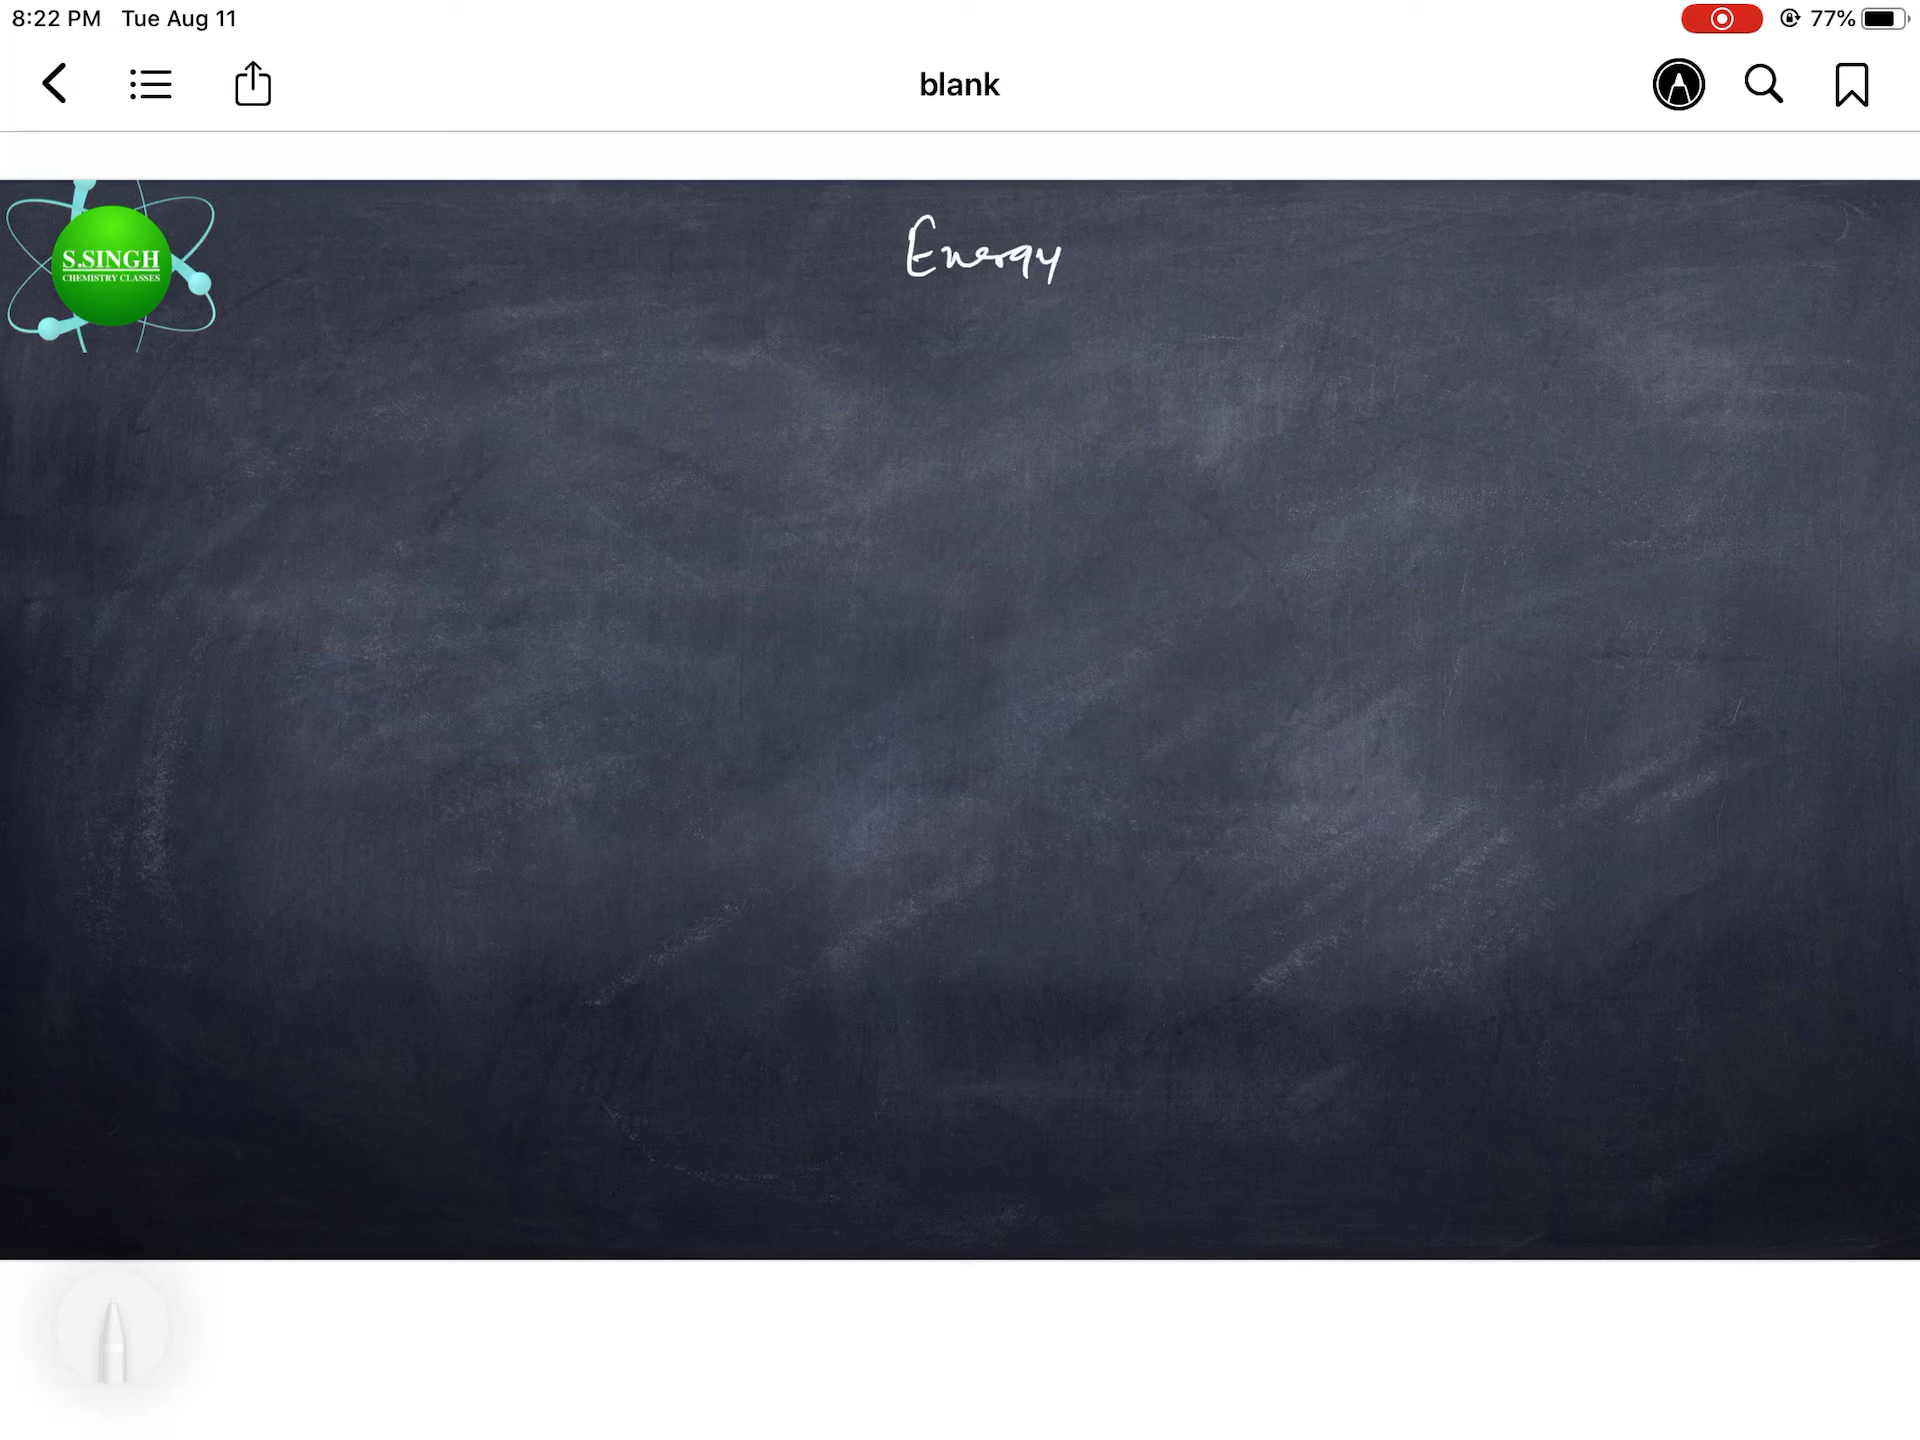 8:22 PM Tue Aug 11
77%
blank
S.SINGH
CHEMISTRY CLASSES
Energy